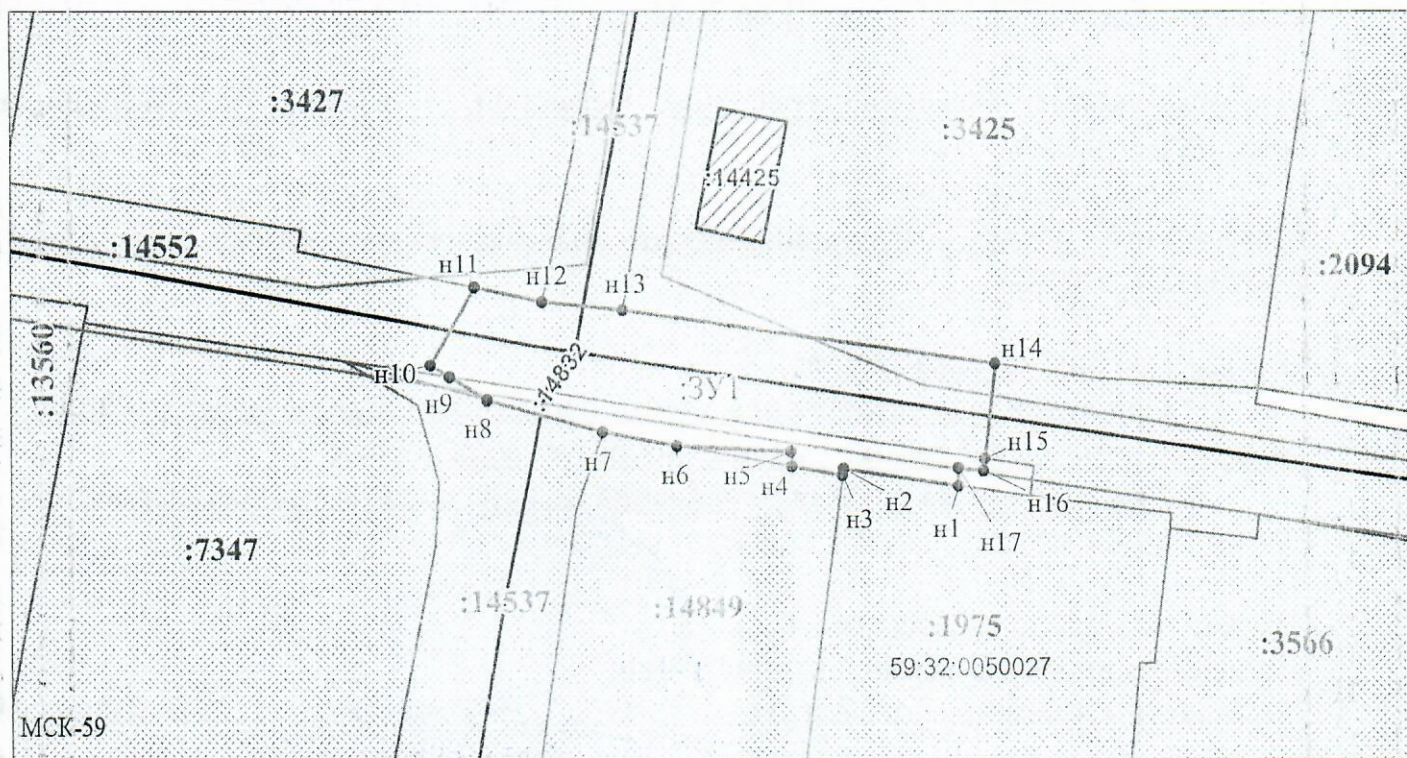 :3427
:14537
:3425
:14425
:14552
н11
н12
н13
:2094
:13560
н14
н10
:14832
:ЗУ1
н9
н8
н7
н6
н5
н4
н15
н2
н16
н3
н1
н17
:7347
:14537
:14849
:1975
:3566
59:32:0050027
МСК-59